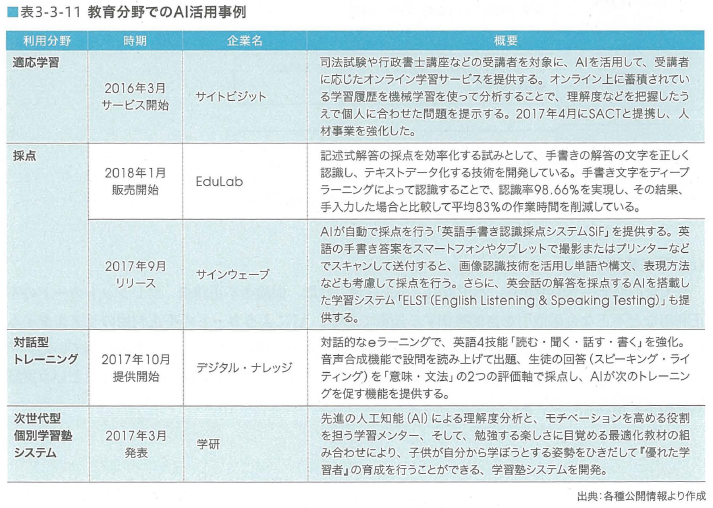 ■表3-3-11 教育分野でのAI活用事例
利用分野 時期 企業名 概要
適応学習
2016年3月
サービス開始
サイトビジット
司法試験や行政書士講座などの受講者を対象に、AIを活用して、受講者
に応じたオンライン学習サービスを提供する。オンライン上に蓄積されてい
る学習履歴を機械学習を使って分析することで、理解度などを把握したう
えで個人に合わせた問題を提示する。2017年4月にSACTと提携し、人
材事業を強化した。
採点
2018年1月
販売開始
EduLab
記述式解答の採点を効率化する試みとして、手書きの解答の文字を正しく
認識し、テキストデータ化する技術を開発している。手書き文字をディープ
ラーニングによって認識することで、認識率98.66%を実現し、その結果、
手入力した場合と比較して平均83%の作業時間を削減している。
2017年9月
リリース
サインウェーブ
AIが自動で採点を行う「英語手書き認識採点システムSIF」を提供する。英
語の手書き答案をスマートフォンやタブレットで撮影またはプリンターなど
でスキャンして送付すると、画像認識技術を活用し単語や構文、表現方法
なども考慮して採点を行う。さらに、英会話の解答を採点するAIを搭載し
た学習システム「ELST(English Listening & Speaking Testing)」も提
供する。
対話型
トレーニング
2017年10月
提供開始
デジタル・ナレッジ
対話的なeラーニングで、英語4技能「読む・聞く・話す・書く」を強化。
音声合成機能で設問を読み上げて出題、生徒の回答(スピーキング・ライ
ティング)を「意味・文法」の2つの評価軸で採点し、AIが次のトレーニン
グを促す機能を提供する。
次世代型
個別学習塾
システム
2017年3月
発表
学研
先進の人工知能(AI)による理解度分析と、モチベーションを高める役割
を担う学習メンター、そして、勉強する楽しさに目覚める最適化教材の組
み合わせにより、子供が自分から学ぼうとする姿勢をひきだして『優れた学
習者』の育成を行うことができる、学習塾システムを開発。
出典:各種公開情報より作成